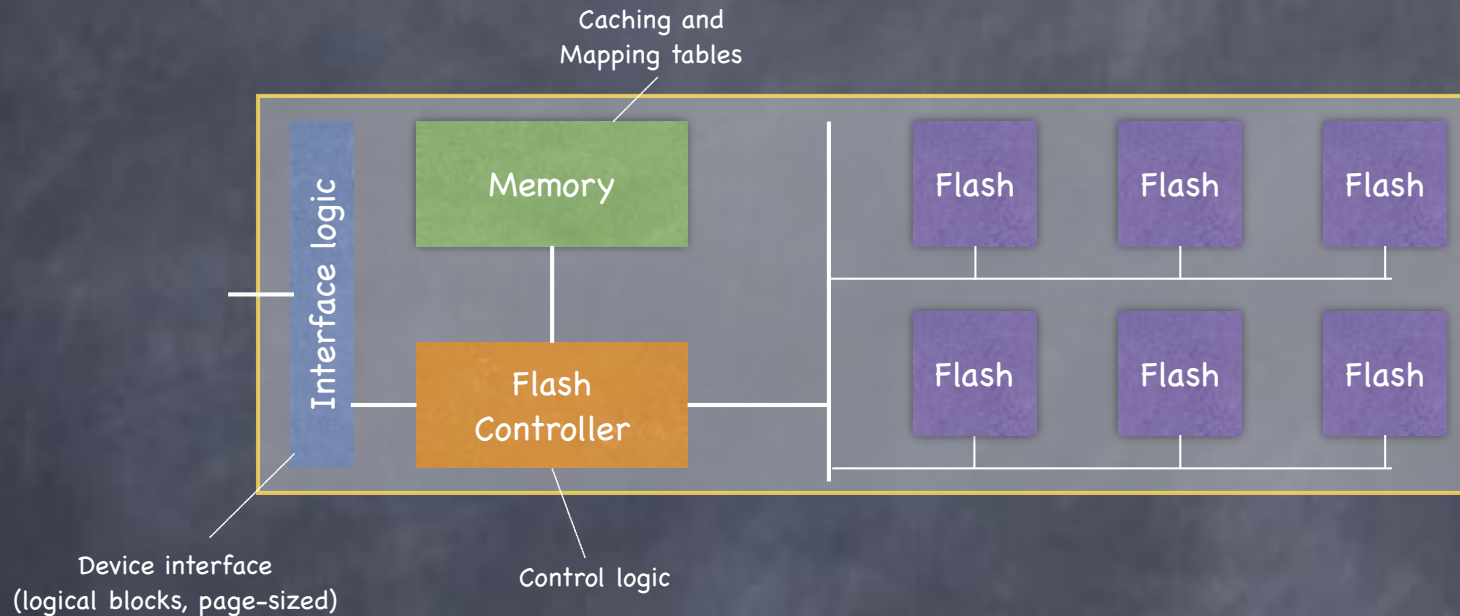 Caching and
Mapping tables
Interface logic
Memory
Flash
Flash
Flash
Flash
Controller
Flash
Flash
Flash
Device interface
(logical blocks, page-sized)
Control logic